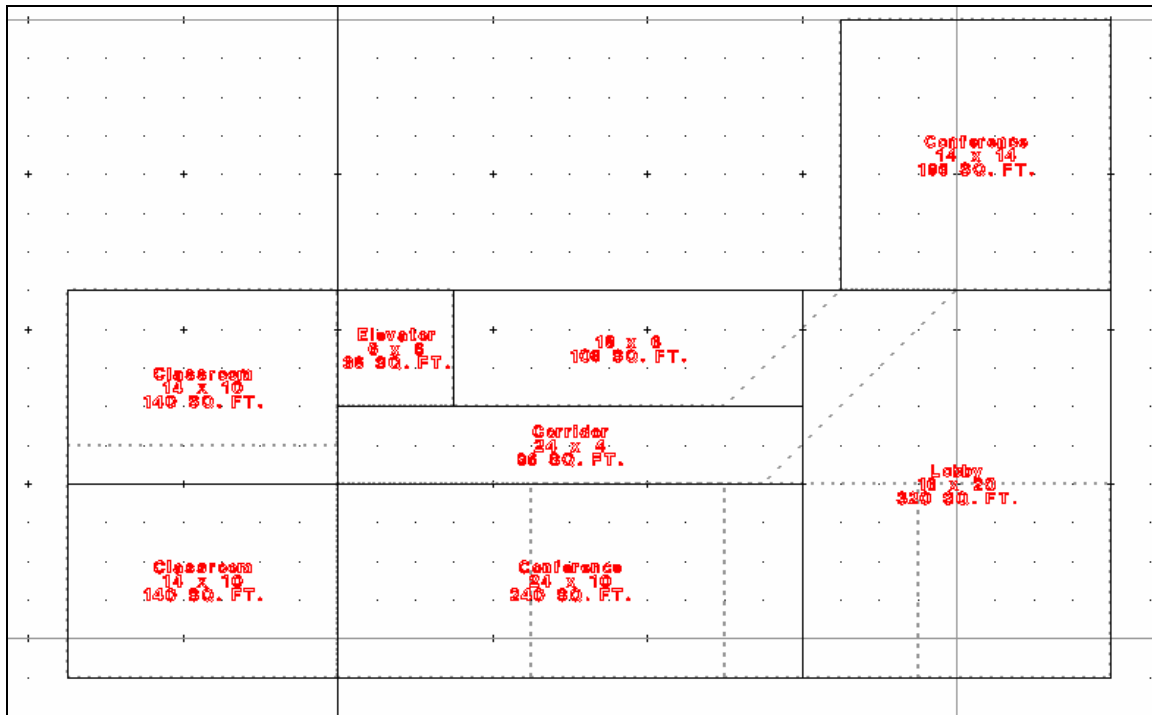 Conference
14 x 14
196 SQ. FT.
Elevator
6 x 6
36 SQ. FT.
18 x 6
108 SQ. FT.
Classroom
14 x 10
140 SQ. FT.
Corridor
24 x 4
96 SQ. FT.
Lobby
16 x 20
320 SQ. FT.
Classroom
14 x 10
140 SQ. FT.
Conference
24 x 10
240 SQ. FT.